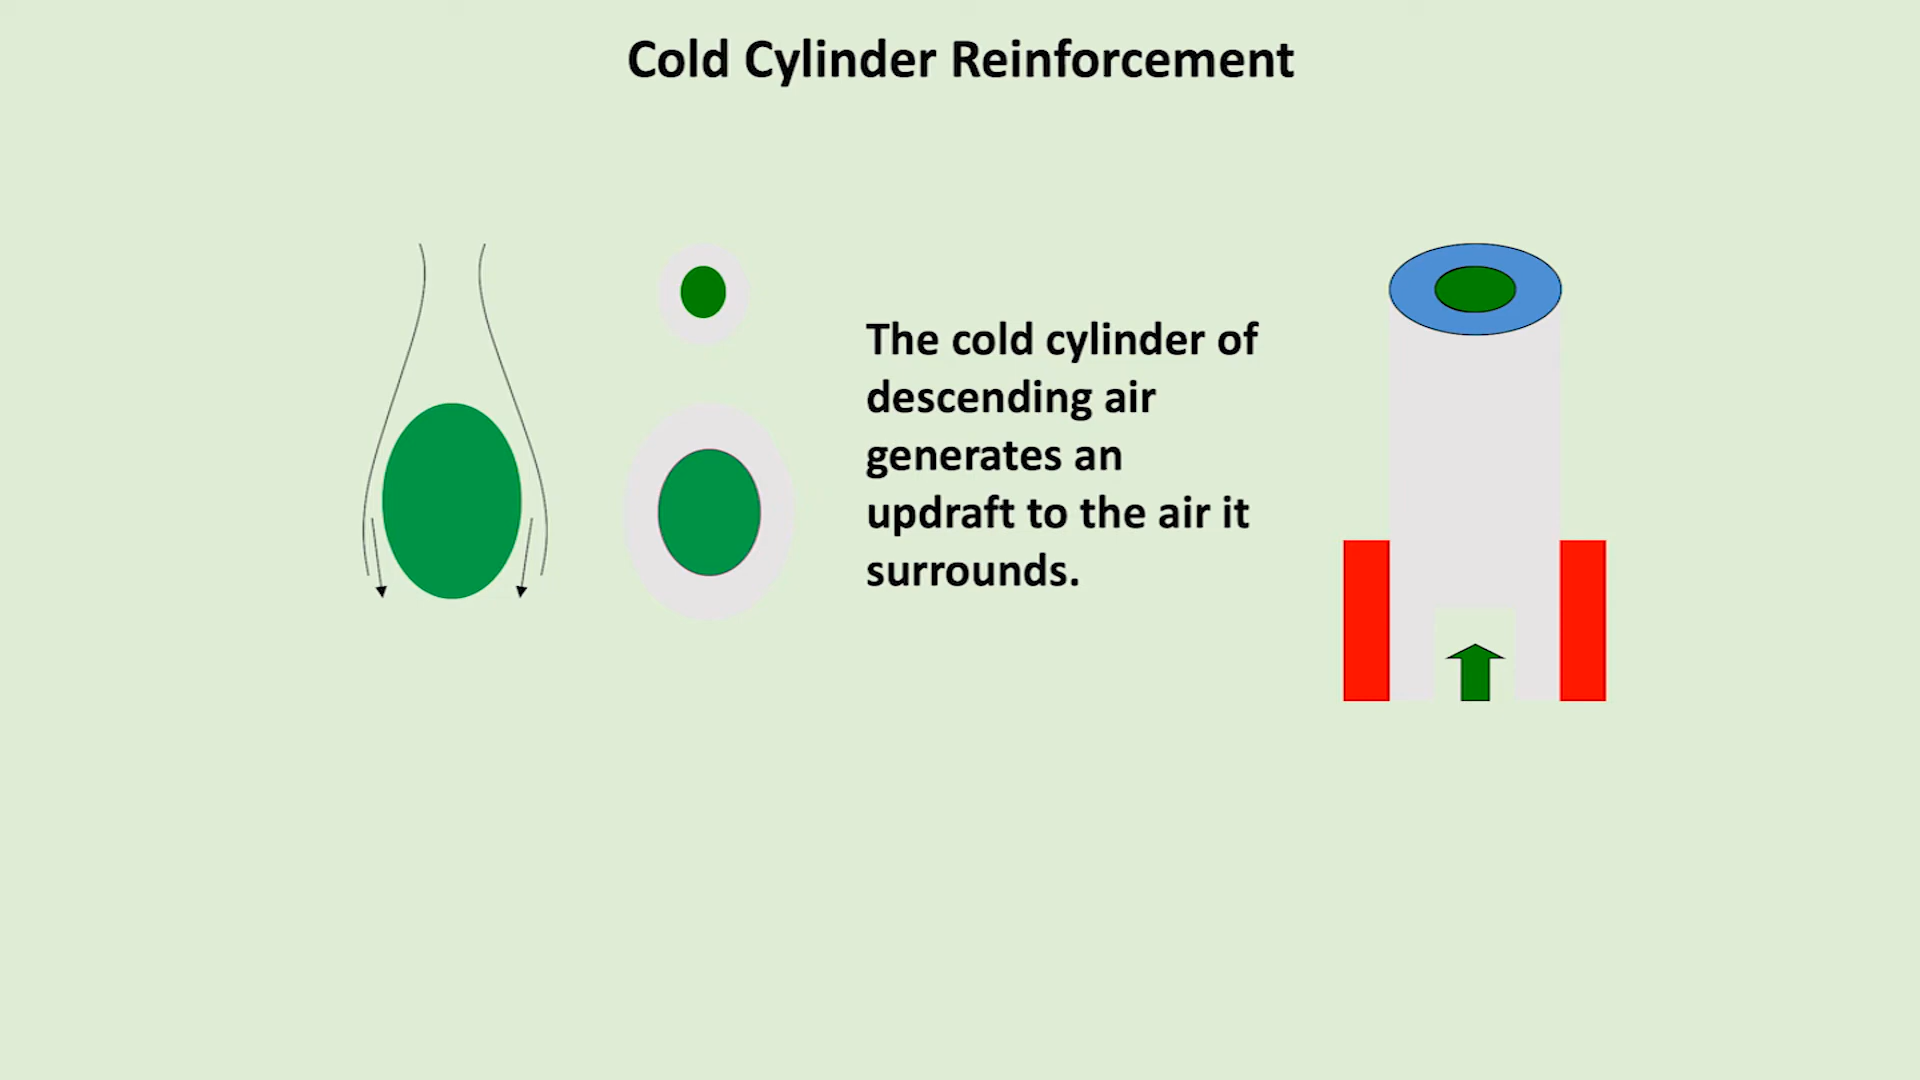 Cold Cylinder Reinforcement
The cold cylinder of
descending air
generates an
updraft to the air it
surrounds.